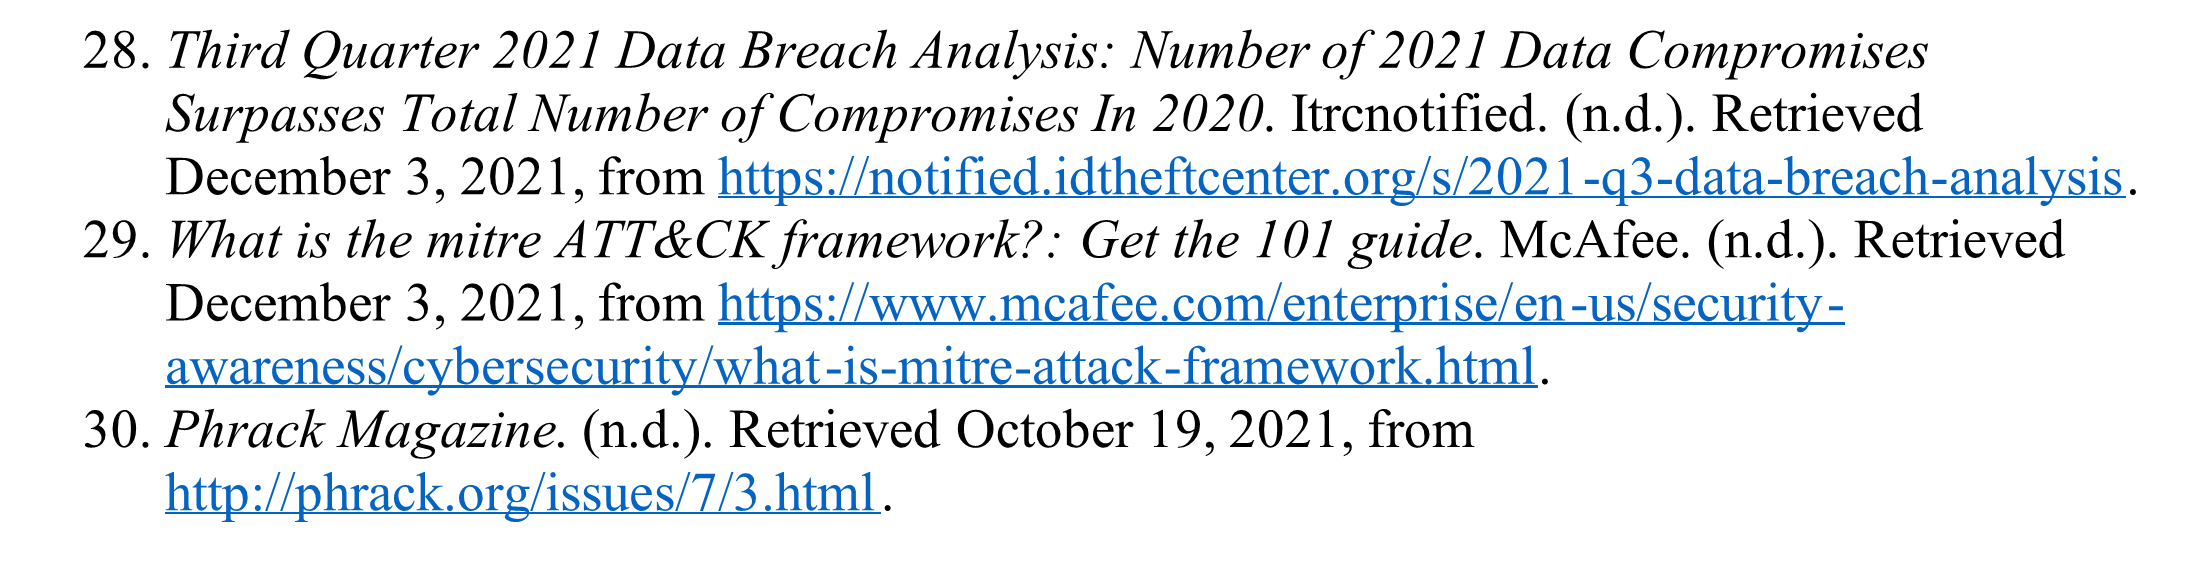 28. Third Quarter 2021 Data Breach Analysis: Number of 2021 Data Compromises
Surpasses Total Number of Compromises In 2020. Itrcnotified. (n.d.). Retrieved
December 3, 2021, from https://notified.idtheftcenter.org/s/2021-q3-data-breach-analysis.
29. What is the mitre ATT&CK framework?: Get the 101 guide. McAfee. (n.d.). Retrieved
December 3, 2021, from https://www.mcafee.com/enterprise/en-us/security-
awareness/cybersecurity/what-is-mitre-attack-framework.html.
30. Phrack Magazine. (n.d.). Retrieved October 19, 2021, from
http://phrack.org/issues/7/3.html.